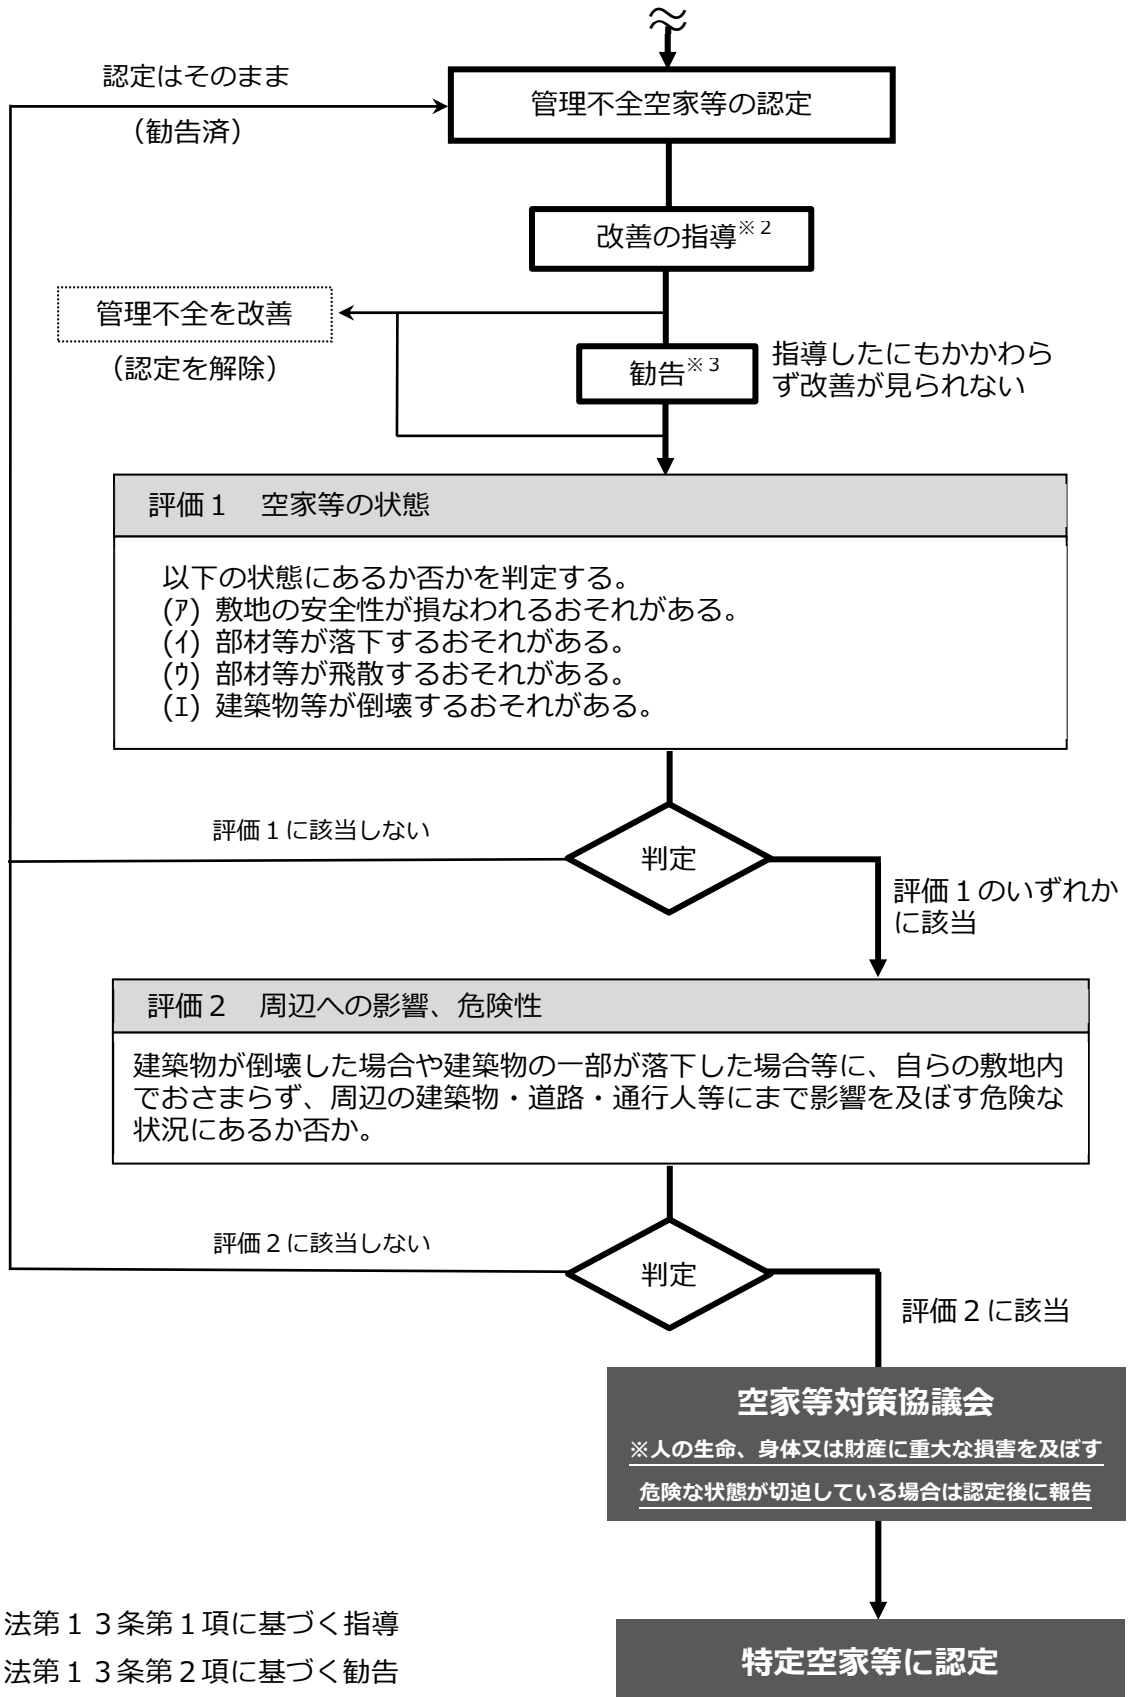 認定はそのまま
（勧告済）
管理不全空家等の認定
改善の指導※２
管理不全を改善
（認定を解除）
勧告※３
指導したにもかかわら
ず改善が見られない
評価１　空家等の状態
以下の状態にあるか否かを判定する。
(ｱ) 敷地の安全性が損なわれるおそれがある。
(ｲ) 部材等が落下するおそれがある。
(ｳ) 部材等が飛散するおそれがある。
(ｴ) 建築物等が倒壊するおそれがある。
評価１に該当しない
判定
評価１のいずれか
に該当
評価２　周辺への影響、危険性
建築物が倒壊した場合や建築物の一部が落下した場合等に、自らの敷地内
でおさまらず、周辺の建築物・道路・通行人等にまで影響を及ぼす危険な
状況にあるか否か。
評価２に該当しない
判定
評価２に該当
空家等対策協議会
※人の生命、身体又は財産に重大な損害を及ぼす
危険な状態が切迫している場合は認定後に報告
法第１３条第１項に基づく指導
法第１３条第２項に基づく勧告
特定空家等に認定